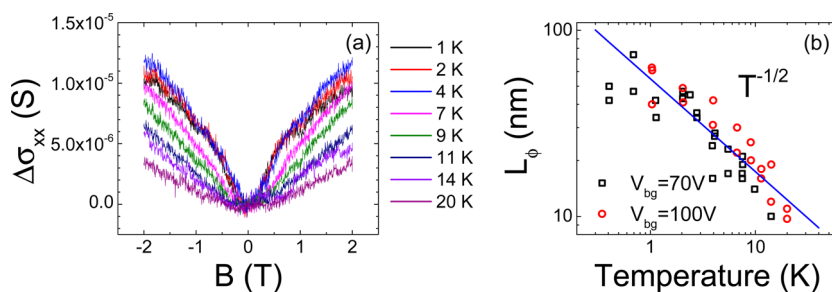 1.5x10⁻⁵
1.0x10⁻⁵
5.0x10⁻⁶
0.0
Δσxx (S)
-2 -1 0 1 2
B (T)
(a)
1 K
2 K
4 K
7 K
9 K
11 K
14 K
20 K
(b)
T⁻¹/²
100
10
Lϕ (nm)
Vbg=70V
Vbg=100V
1 10
Temperature (K)